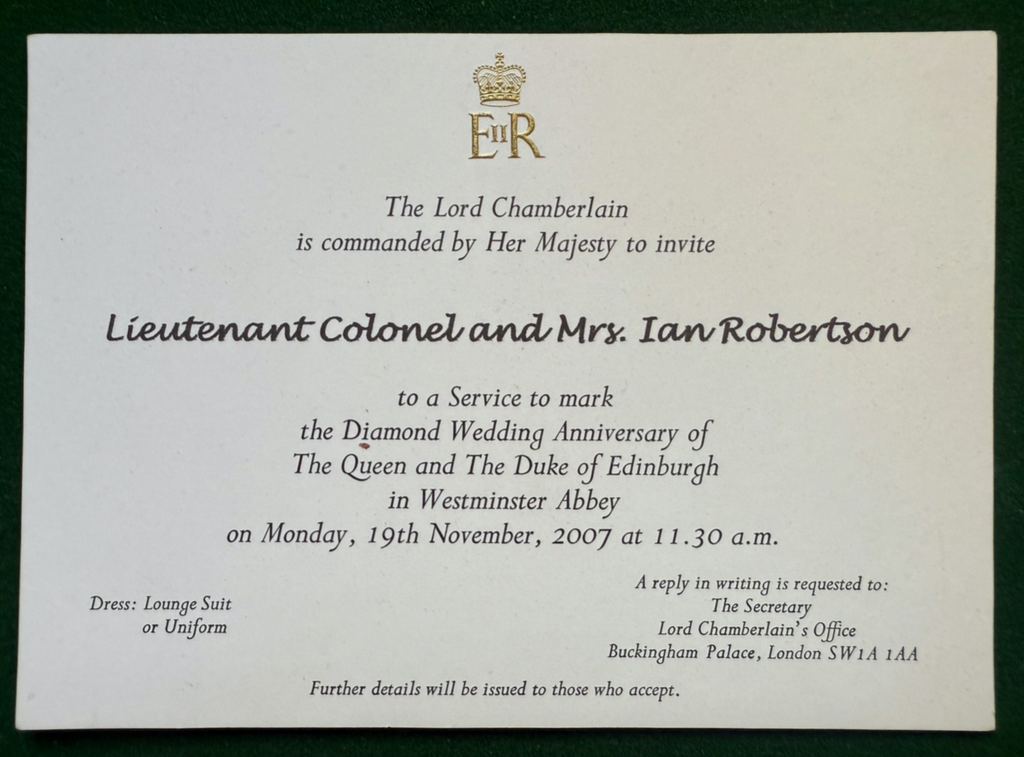 EIIR
The Lord Chamberlain
is commanded by Her Majesty to invite
Lieutenant Colonel and Mrs. Ian Robertson
to a Service to mark
the Diamond Wedding Anniversary of
The Queen and The Duke of Edinburgh
in Westminster Abbey
on Monday, 19th November, 2007 at 11.30 a.m.
Dress: Lounge Suit
or Uniform
A reply in writing is requested to:
The Secretary
Lord Chamberlain's Office
Buckingham Palace, London SW1A 1AA
Further details will be issued to those who accept.